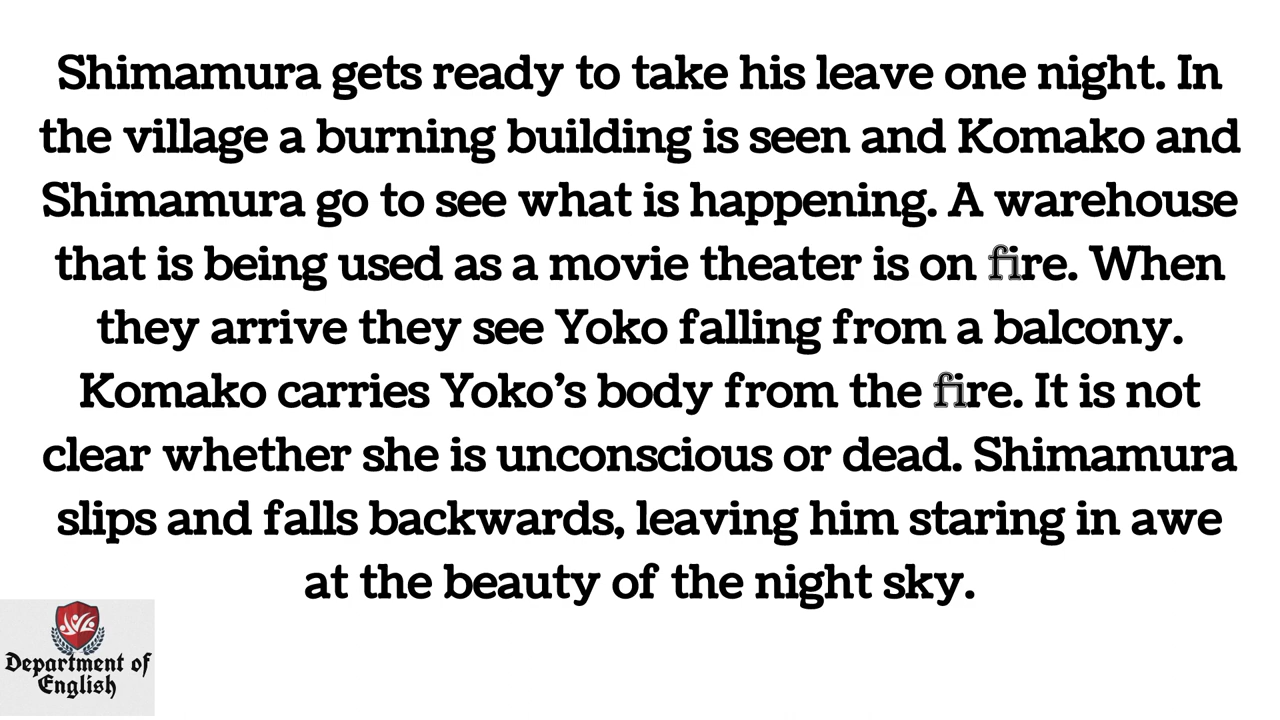 Shimamura gets ready to take his leave one night. In
the village a burning building is seen and Komako and
Shimamura go to see what is happening. A warehouse
that is being used as a movie theater is on fire. When
they arrive they see Yoko falling from a balcony.
Komako carries Yoko's body from the fire. It is not
clear whether she is unconscious or dead. Shimamura
slips and falls backwards, leaving him staring in awe
at the beauty of the night sky.
Department of
English